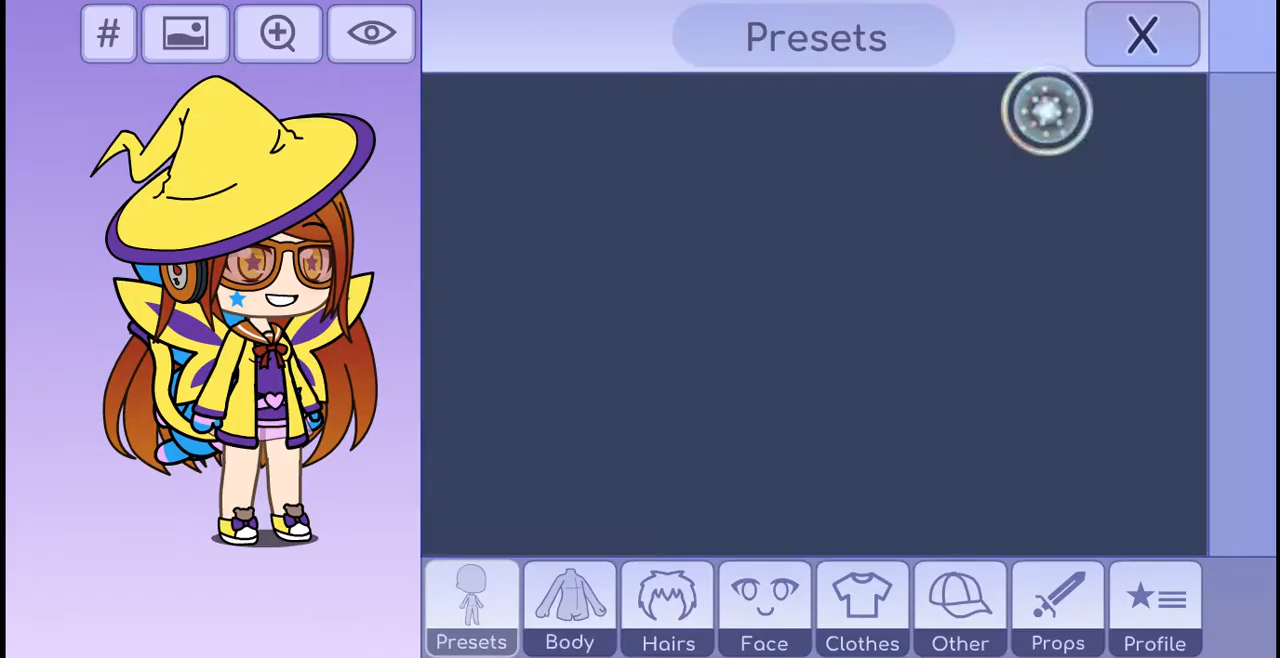 #
Presets
X
Presets
Body
Hairs
Face
Clothes
Other
Props
Profile